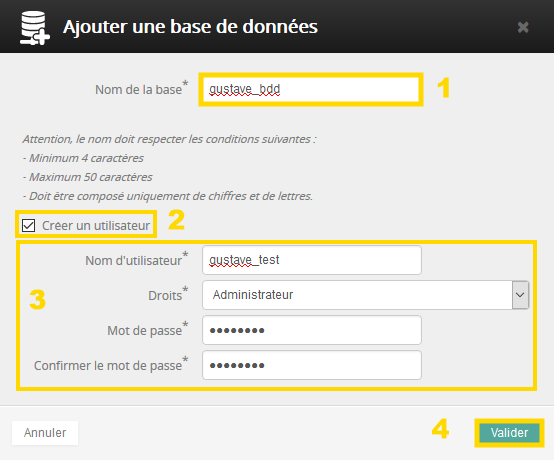 Ajouter une base de données
Nom de la base* gustave_bdd 1
Attention, le nom doit respecter les conditions suivantes :
- Minimum 4 caractères
- Maximum 50 caractères
- Doit être composé uniquement de chiffres et de lettres.
Créer un utilisateur 2
Nom d'utilisateur* gustave_test
3 Droits* Administrateur
Mot de passe* ••••••••
Confirmer le mot de passe* ••••••••
Annuler 4 Valider